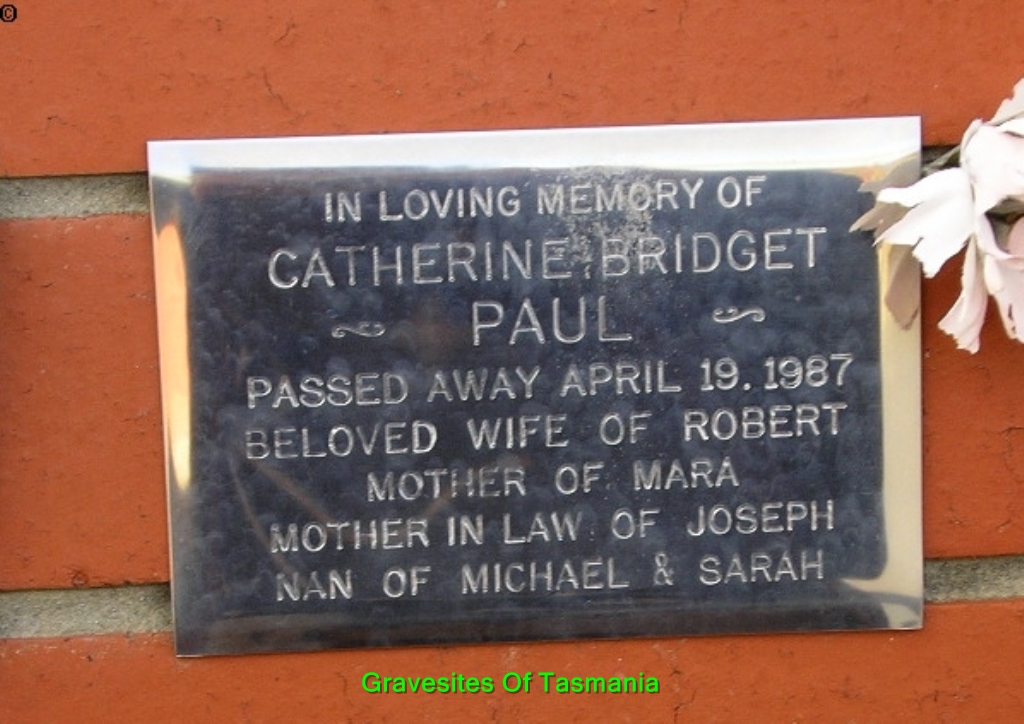 ©
IN LOVING MEMORY OF
CATHERINE BRIDGET
PAUL
PASSED AWAY APRIL 19. 1987
BELOVED WIFE OF ROBERT
MOTHER OF MARA
MOTHER IN LAW OF JOSEPH
NAN OF MICHAEL & SARAH
Gravesites Of Tasmania